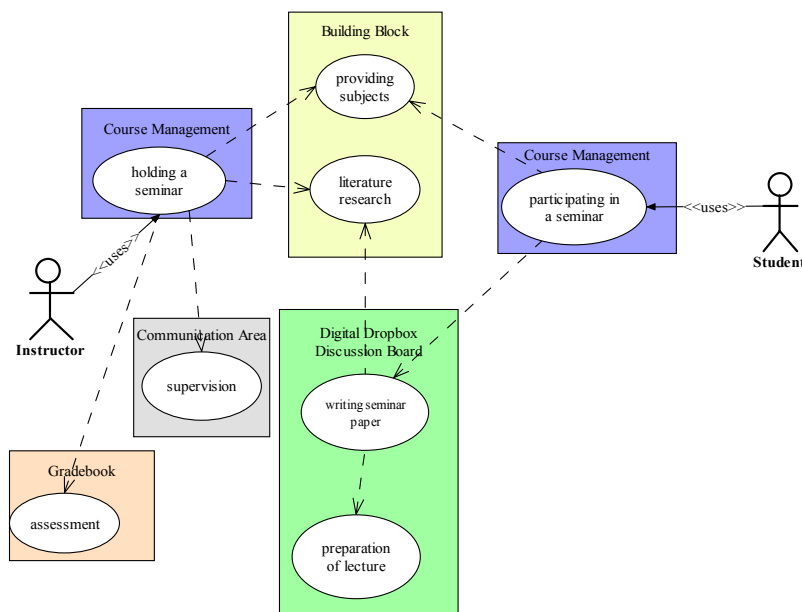 Building Block
providing
subjects
literature
research
Course Management
holding a
seminar
Course Management
participating in
a seminar
<<uses>>
Student
<<uses>>
Instructor
Communication Area
supervision
Digital Dropbox
Discussion Board
writing seminar
paper
preparation
of lecture
Gradebook
assessment